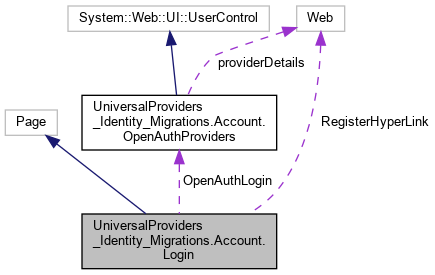 System::Web::UI::UserControl
Web
providerDetails
UniversalProviders
_Identity_Migrations.Account.
OpenAuthProviders
Page
RegisterHyperLink
OpenAuthLogin
UniversalProviders
_Identity_Migrations.Account.
Login